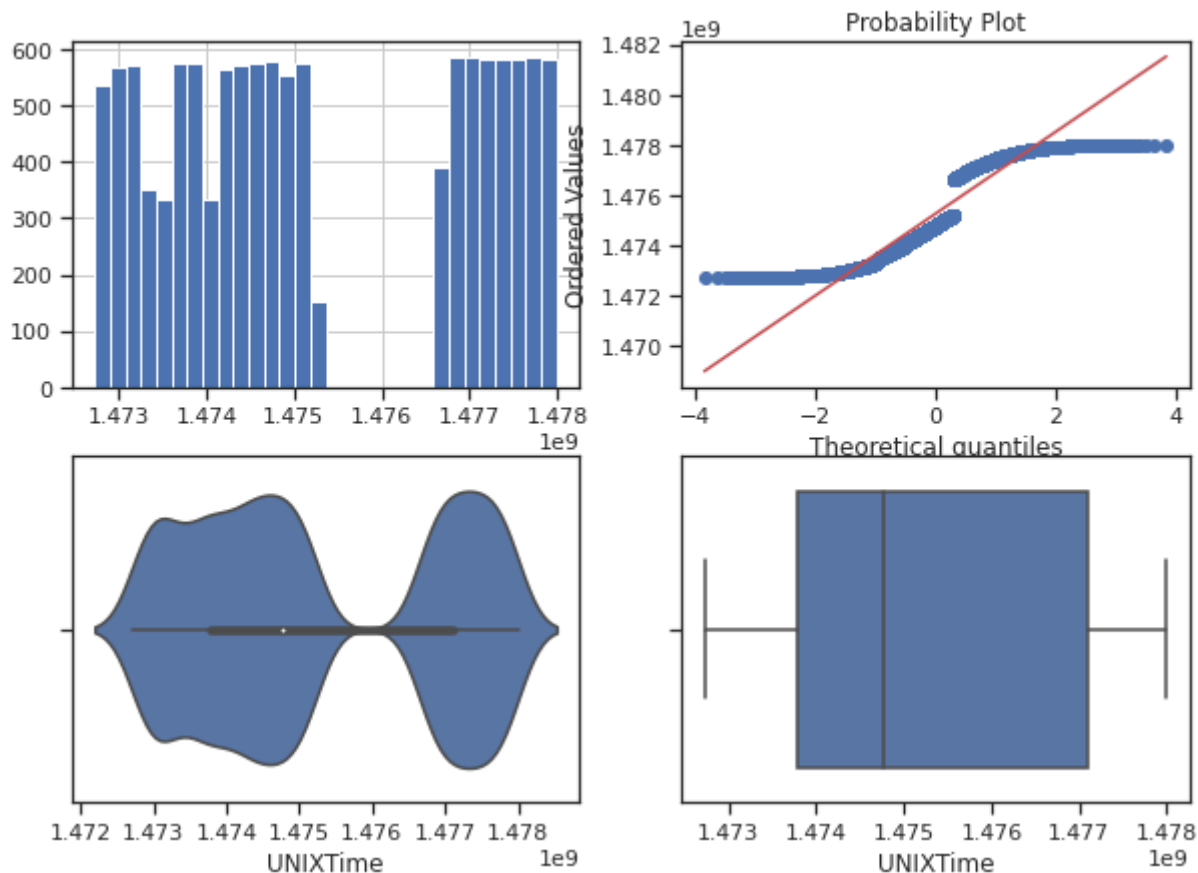 1e9
Probability Plot
600
500
400
300
200
100
0
1.473 1.474 1.475 1.476 1.477 1.478
1e9
Ordered Values
1.482
1.480
1.478
1.476
1.474
1.472
1.470
−4 −2 0 2 4
Theoretical quantiles
1.472 1.473 1.474 1.475 1.476 1.477 1.478
UNIXTime
1e9
1.473 1.474 1.475 1.476 1.477 1.478
UNIXTime
1e9